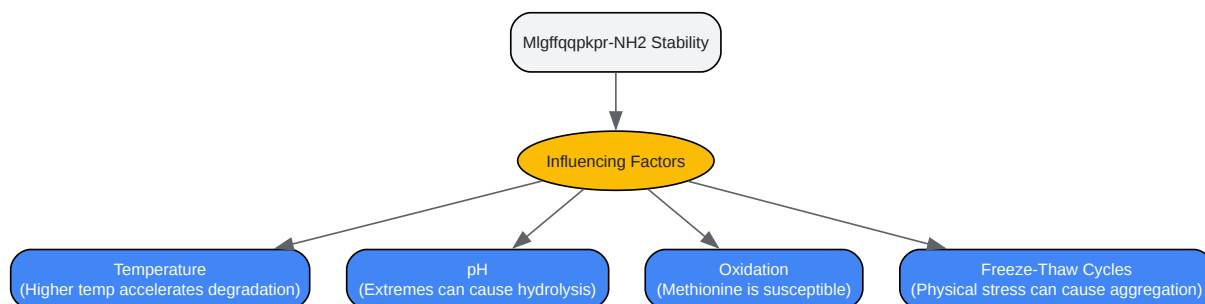 Mlgffqqpkpr-NH2 Stability
Influencing Factors
Temperature
(Higher temp accelerates degradation)
pH
(Extremes can cause hydrolysis)
Oxidation
(Methionine is susceptible)
Freeze-Thaw Cycles
(Physical stress can cause aggregation)